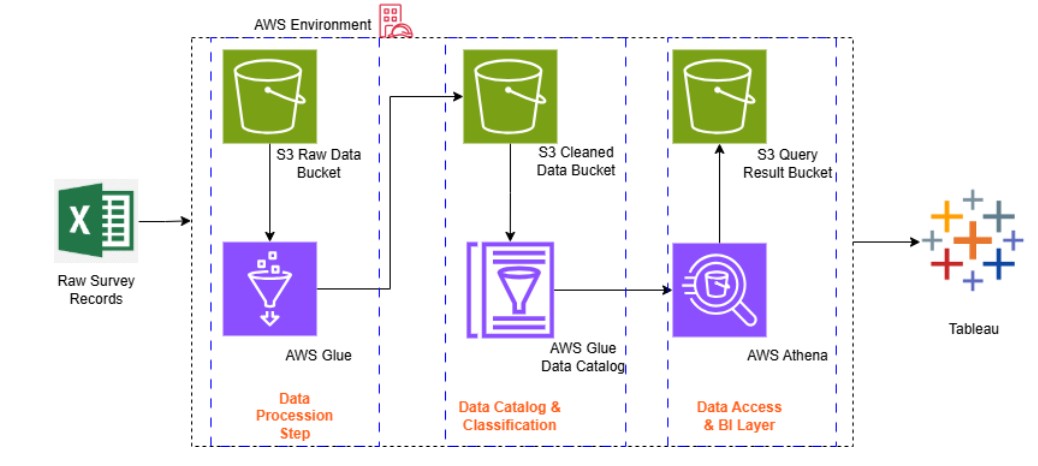 AWS Environment
S3 Raw Data
Bucket
S3 Cleaned
Data Bucket
S3 Query
Result Bucket
X
Raw Survey
Records
AWS Glue
AWS Glue
Data Catalog
AWS Athena
Tableau
Data
Procession
Step
Data Catalog &
Classification
Data Access
& BI Layer